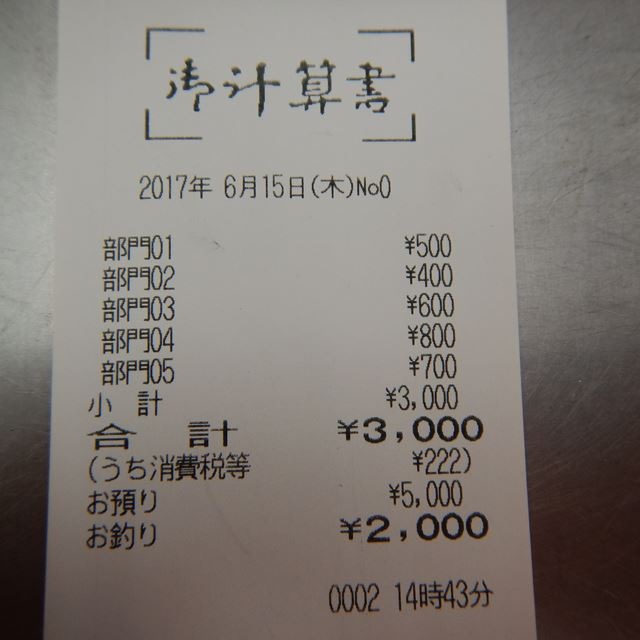 御計算書
2017年 6月15日(木)No0
部門01 ¥500
部門02 ¥400
部門03 ¥600
部門04 ¥800
部門05 ¥700
小 計 ¥3,000
合 計 ¥3,000
(うち消費税等 ¥222)
お預り ¥5,000
お釣り ¥2,000
0002 14時43分